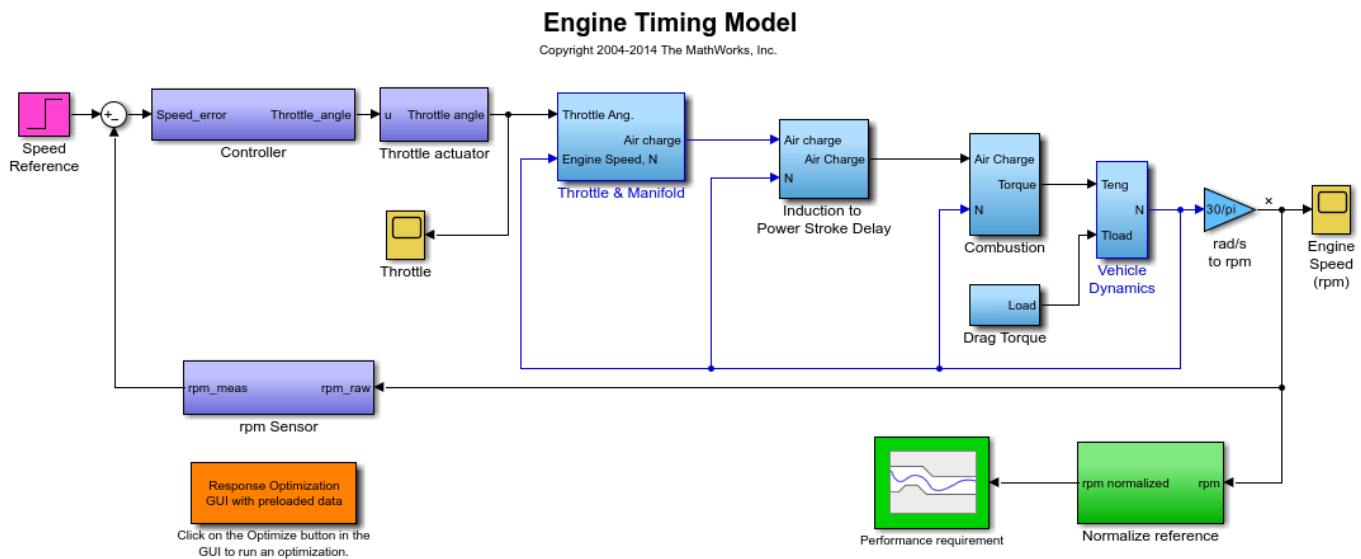 Engine Timing Model
Copyright 2004-2014 The MathWorks, Inc.
Speed
Reference
+
−
Speed_error
Throttle_angle
Controller
u
Throttle angle
Throttle actuator
Throttle
Throttle Ang.
Air charge
Engine Speed, N
Throttle & Manifold
Air charge
Air Charge
N
Induction to
Power Stroke Delay
Air Charge
Torque
N
Combustion
Teng
N
Tload
Vehicle
Dynamics
Load
Drag Torque
30/pi
rad/s
to rpm
x
Engine
Speed
(rpm)
rpm_meas
rpm_raw
rpm Sensor
Response Optimization
GUI with preloaded data
Click on the Optimize button in the
GUI to run an optimization.
Performance requirement
rpm normalized
rpm
Normalize reference